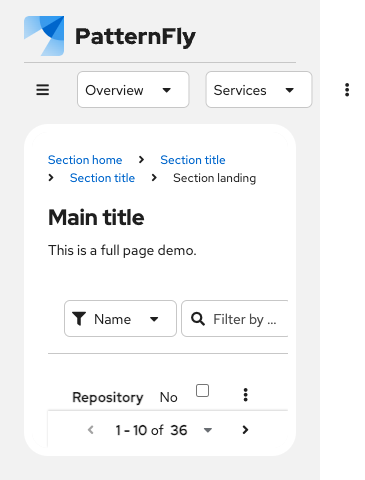 PatternFly
Overview Services
Section home Section title
Section title Section landing
Main title
This is a full page demo.
Name Filter by ...
Repository No
1 - 10 of 36